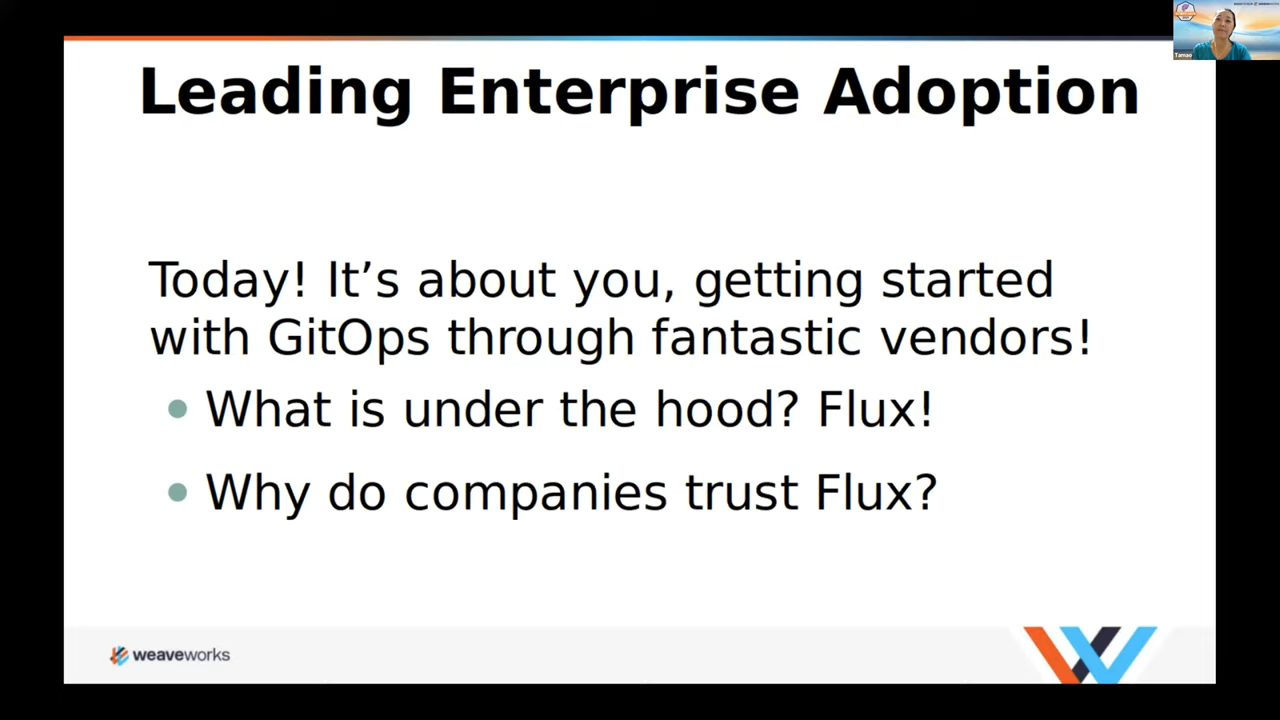 Leading Enterprise Adoption
Today! It’s about you, getting started
with GitOps through fantastic vendors!
What is under the hood? Flux!
Why do companies trust Flux?
weaveworks
Tamao